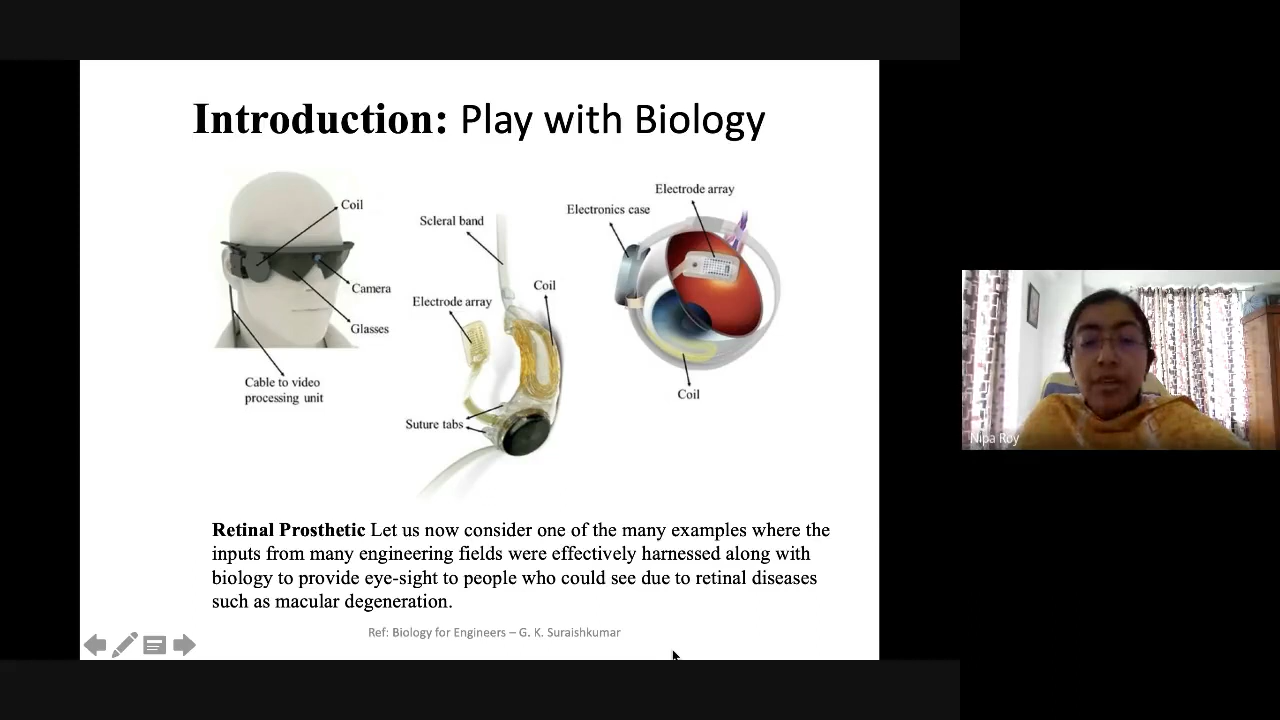 Introduction: Play with Biology
Coil
Camera
Glasses
Cable to video
processing unit
Scleral band
Coil
Electrode array
Suture tabs
Electrode array
Electronics case
Coil
Retinal Prosthetic Let us now consider one of the many examples where the
inputs from many engineering fields were effectively harnessed along with
biology to provide eye-sight to people who could see due to retinal diseases
such as macular degeneration.
Ref: Biology for Engineers – G. K. Suraishkumar
Nipa Roy